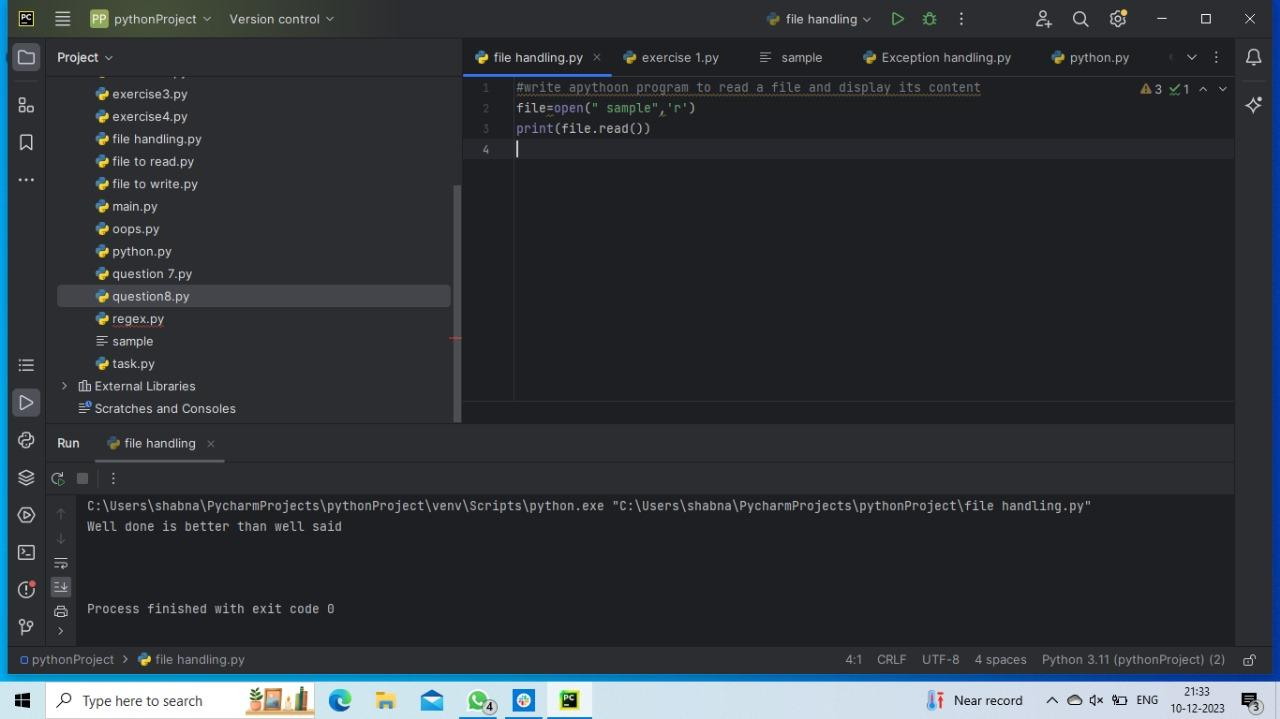 PC
PP pythonProject Version control file handling
Project file handling.py exercise 1.py sample Exception handling.py python.py
exercise3.py
exercise4.py
file handling.py
file to read.py
file to write.py
main.py
oops.py
python.py
question 7.py
question8.py
regex.py
sample
task.py
External Libraries
Scratches and Consoles
1 #write apythoon program to read a file and display its content
3 1
2 file=open(" sample",'r')
3 print(file.read())
4
Run file handling
C:\Users\shabna\PycharmProjects\pythonProject\venv\Scripts\python.exe "C:\Users\shabna\PycharmProjects\pythonProject\file handling.py"
Well done is better than well said
Process finished with exit code 0
pythonProject > file handling.py 4:1 CRLF UTF-8 4 spaces Python 3.11 (pythonProject) (2)
Type here to search 4 PC Near record ENG 21:33
10-12-2023 3